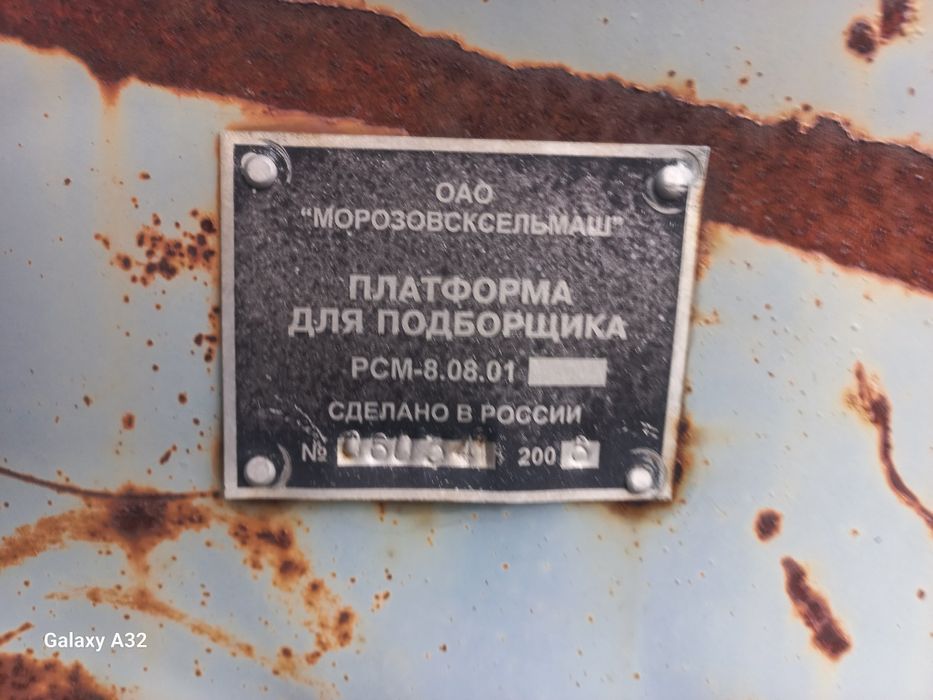 ОАО
"МОРОЗОВСКСЕЛЬМАШ"
ПЛАТФОРМА
ДЛЯ ПОДБОРЩИКА
РСМ-8.08.01
СДЕЛАНО В РОССИИ
№ 200
Galaxy A32